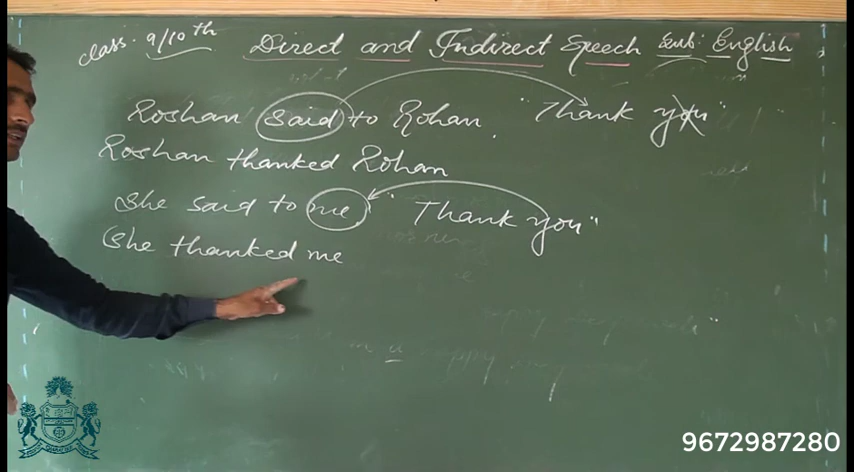 class. 9/10th Direct and Indirect Speech Sub: English
Roshan said to Rohan. "Thank you"
Roshan thanked Rohan
She said to me "Thank you"
She thanked me
9672987280